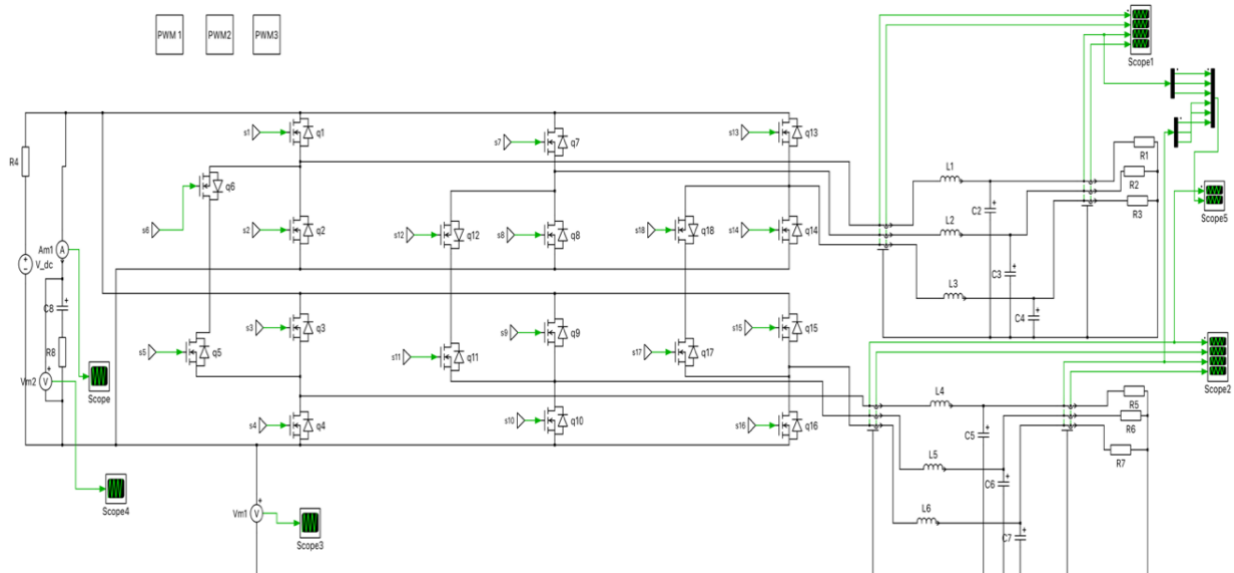 PWM 1
PWM2
PWM3
Scope1
s1
q1
s7
q7
s13
q13
R4
R1
L1
R2
q6
C2
R3
Scope5
s6
s2
q2
s12
q12
s8
q8
s18
q18
s14
q14
L2
Am1
A
V_dc
C3
L3
C8
C4
s3
q3
s9
q9
s15
q15
R8
s5
q5
s11
q11
s17
q17
Vm2
V
Scope
Scope2
L4
R5
s4
q4
s10
q10
s16
q16
C5
R6
L5
R7
C6
Scope4
Vm1
V
Scope3
L6
C7